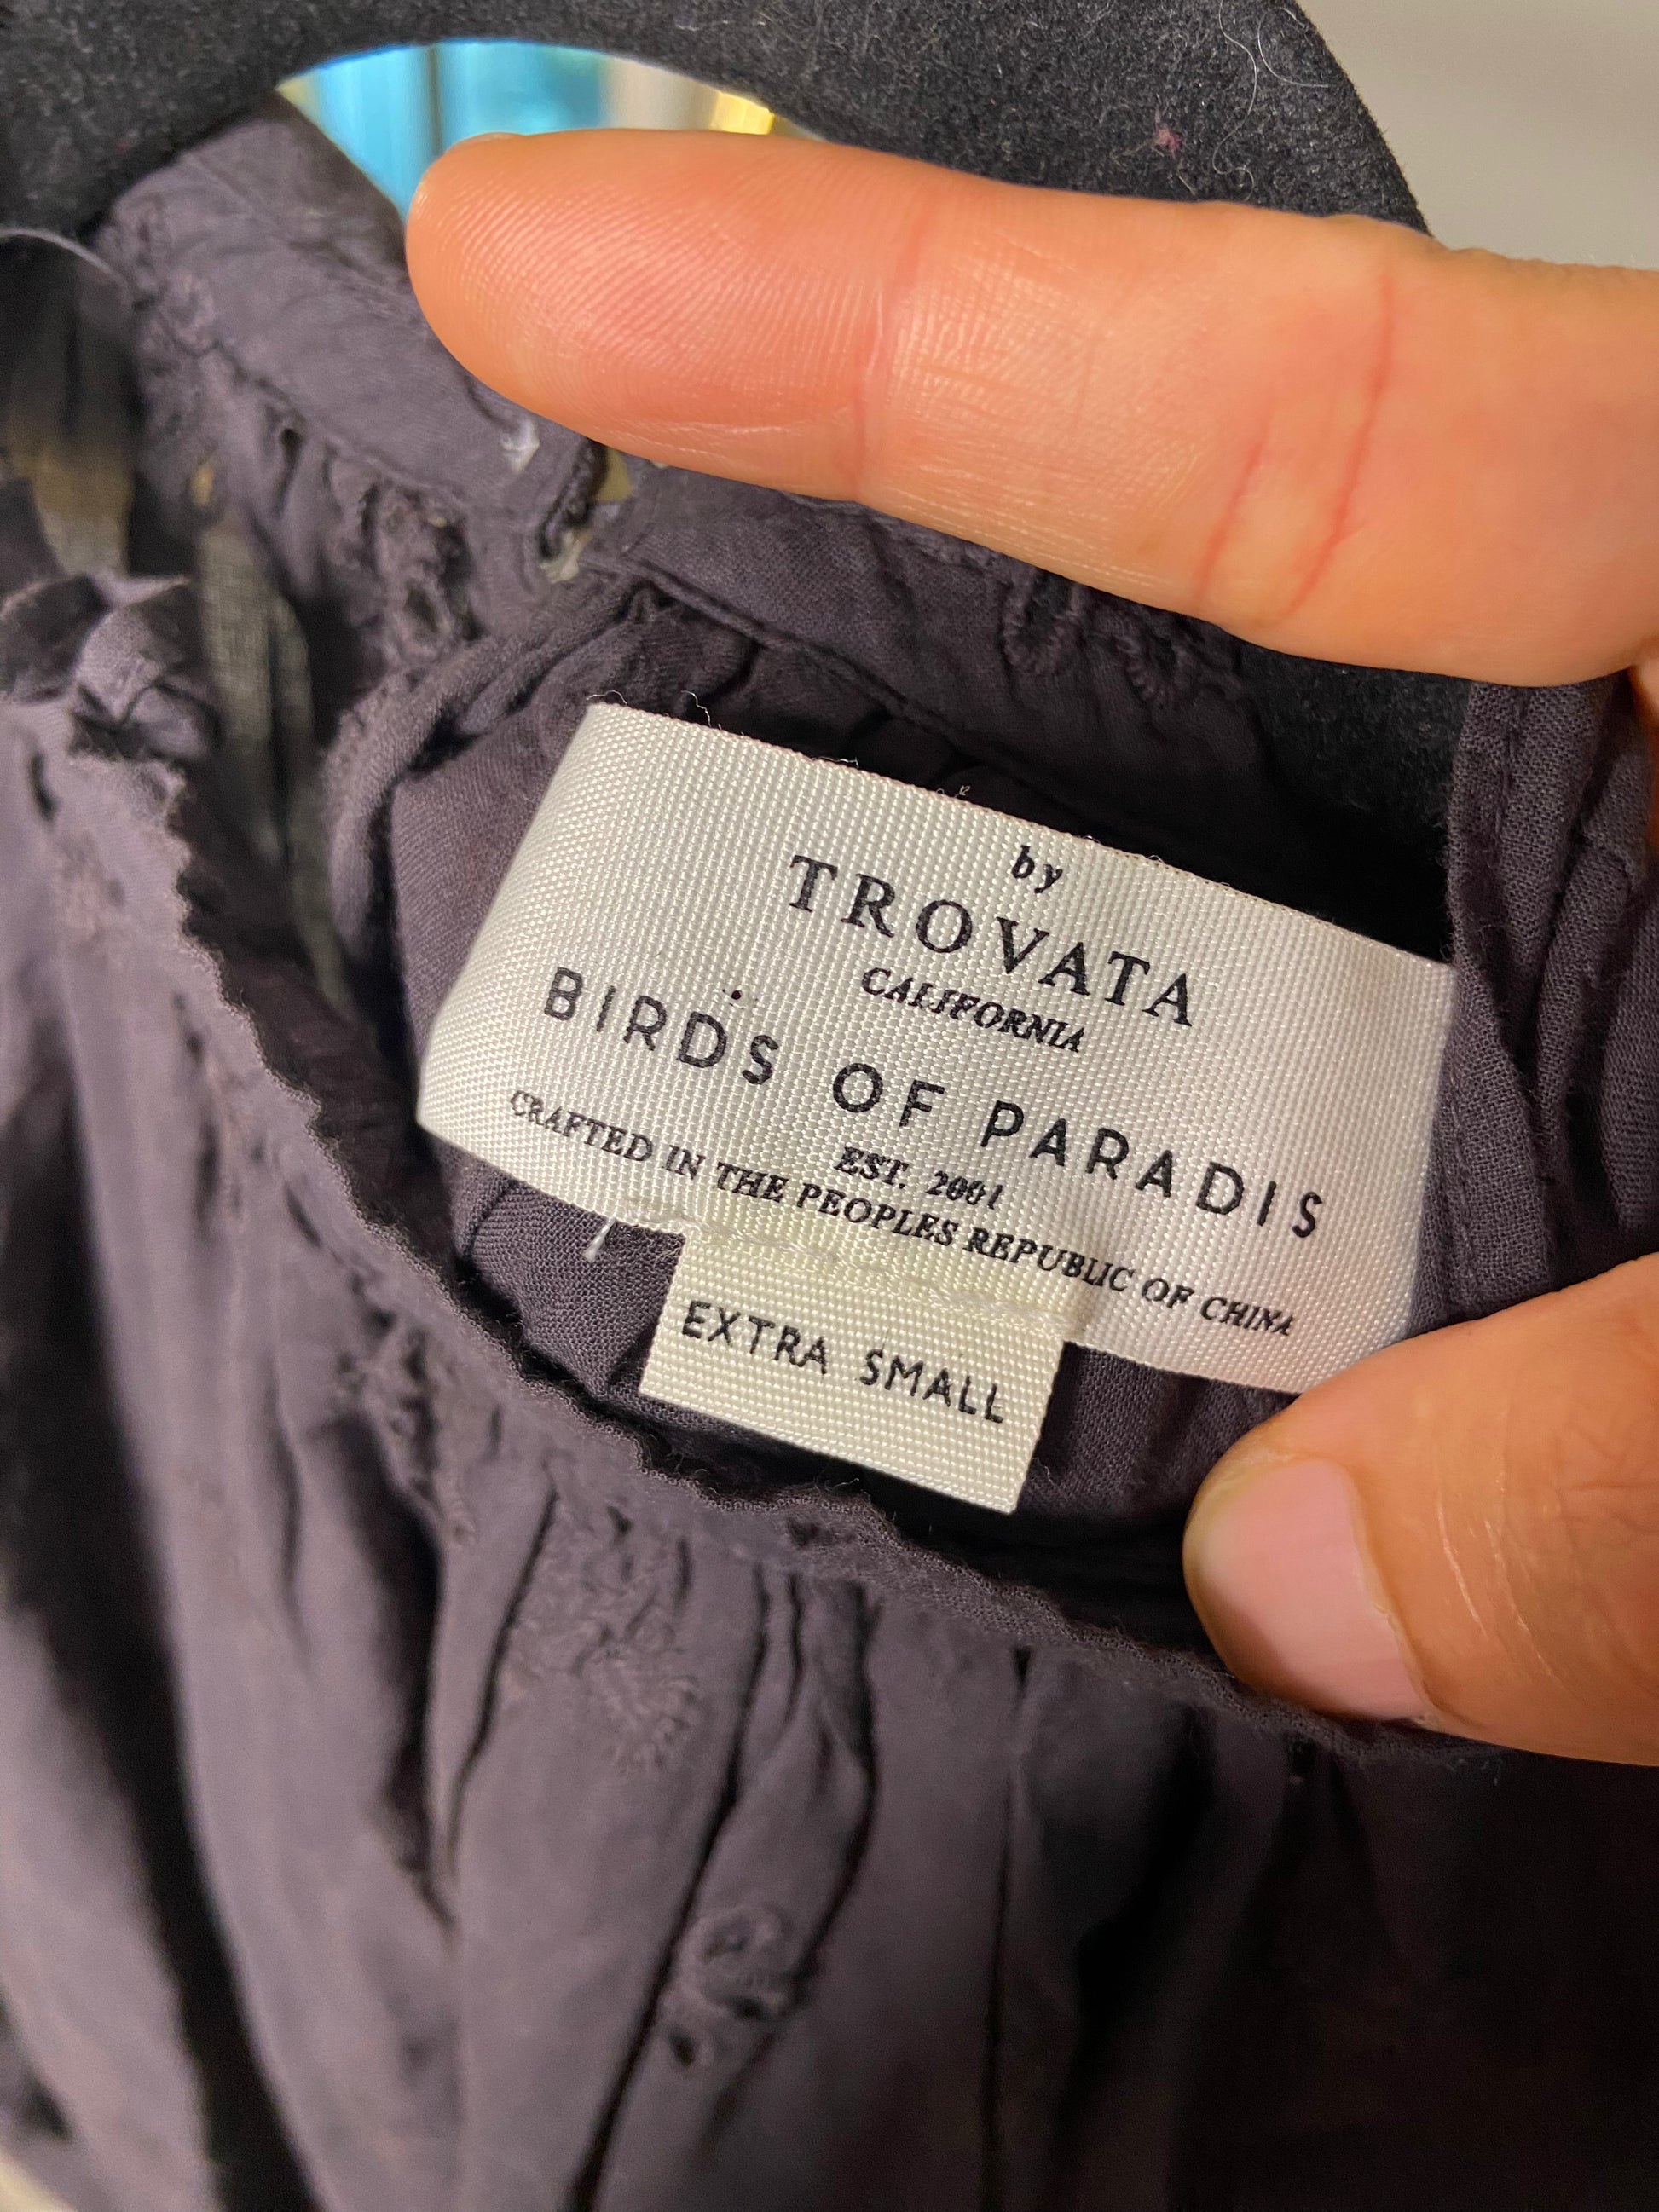 by
TROVATA
CALIFORNIA
BIRDS OF PARADIS
EST. 2001
CRAFTED IN THE PEOPLES REPUBLIC OF CHINA
EXTRA SMALL